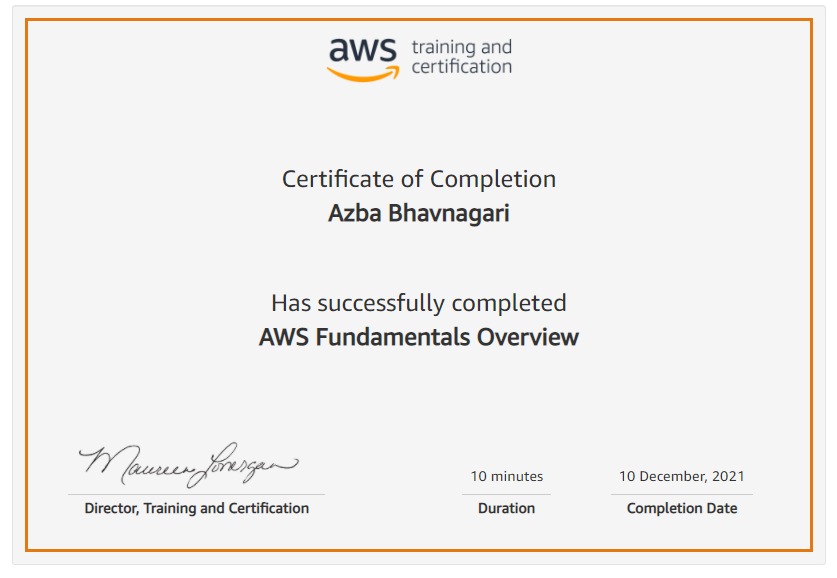 aws training and
certification
Certificate of Completion
Azba Bhavnagari
Has successfully completed
AWS Fundamentals Overview
Maureen Lonergan
10 minutes
10 December, 2021
Director, Training and Certification
Duration
Completion Date